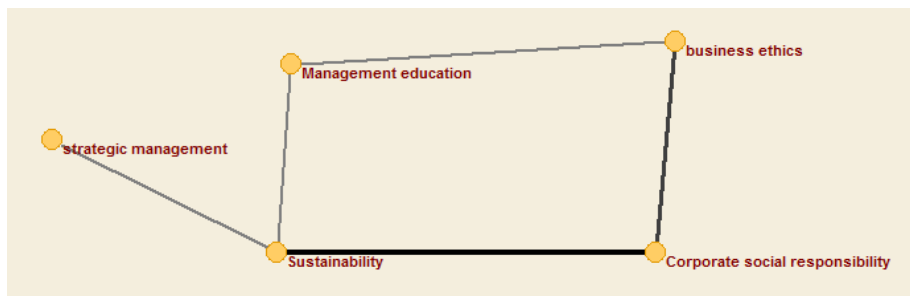 business ethics
Management education
strategic management
Sustainability
Corporate social responsibility